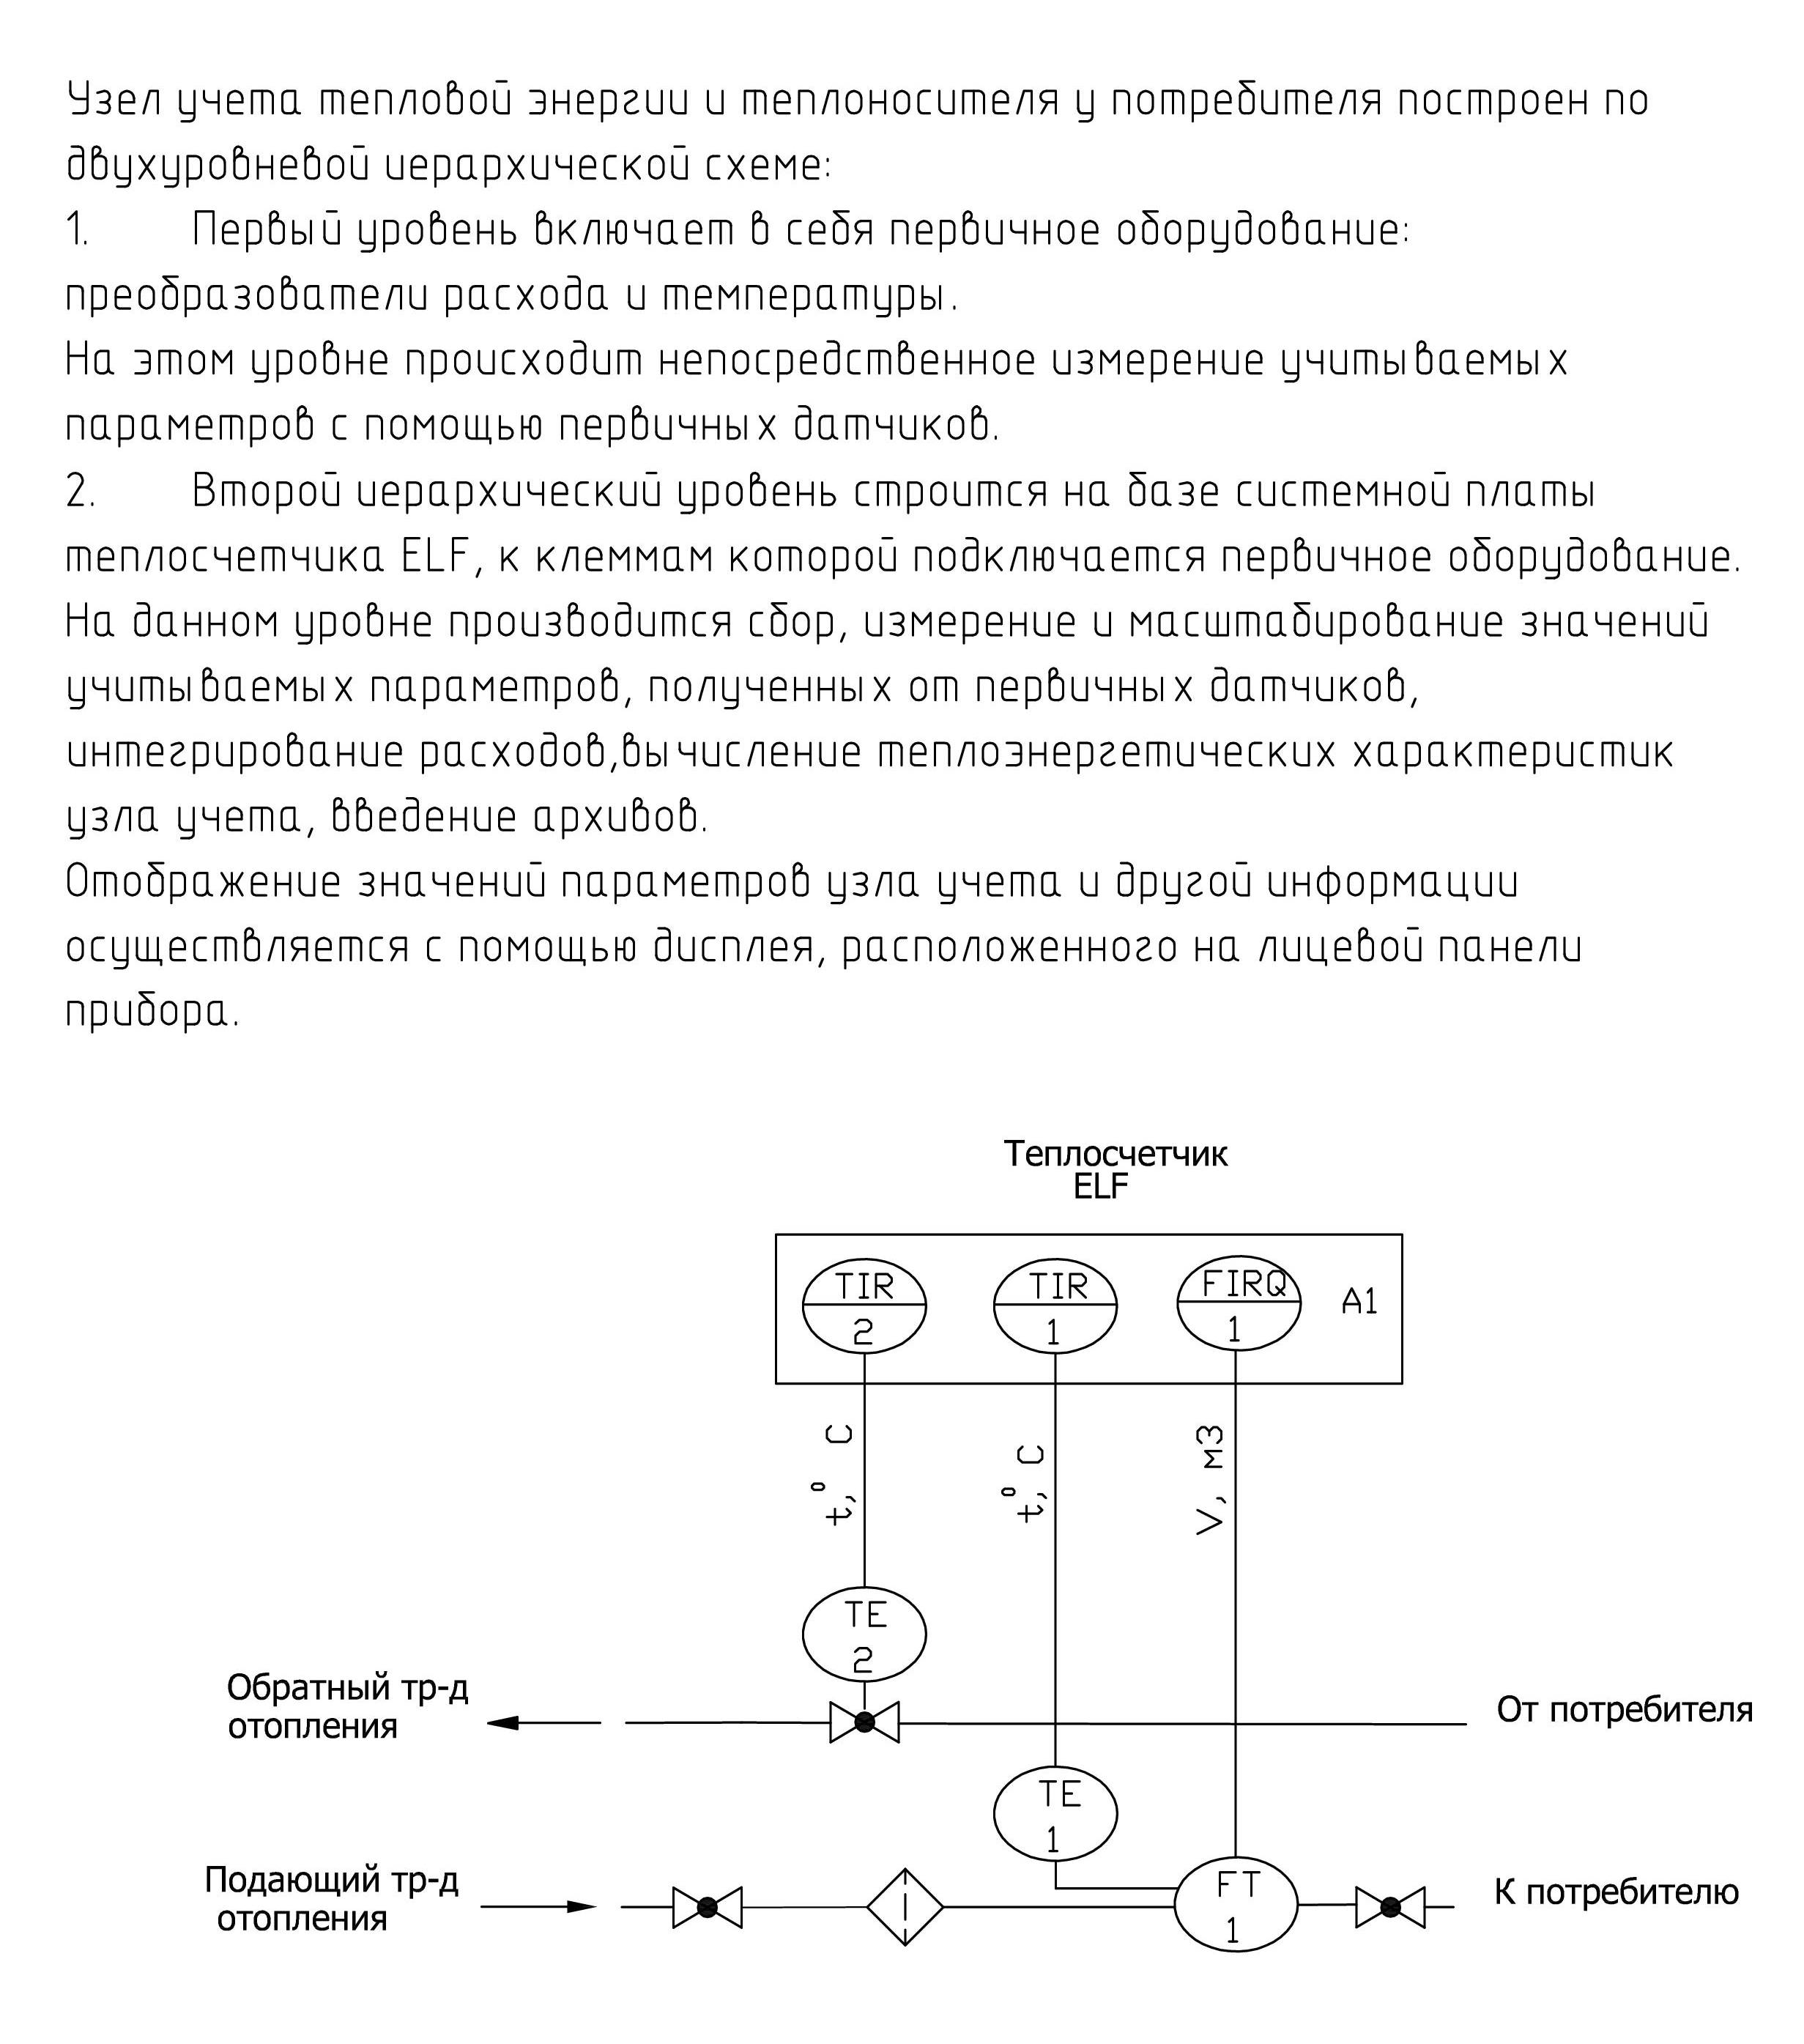 Узел учета тепловой энергии и теплоносителя у потребителя построен по
двухуровневой иерархической схеме:
1. Первый уровень включает в себя первичное оборудование:
преобразователи расхода и температуры.
На этом уровне происходит непосредственное измерение учитываемых
параметров с помощью первичных датчиков.
2. Второй иерархический уровень строится на базе системной платы
теплосчетчика ELF, к клеммам которой подключается первичное оборудование.
На данном уровне производится сбор, измерение и масштабирование значений
учитываемых параметров, полученных от первичных датчиков,
интегрирование расходов,вычисление теплоэнергетических характеристик
узла учета, введение архивов.
Отображение значений параметров узла учета и другой информации
осуществляется с помощью дисплея, расположенного на лицевой панели
прибора.
Теплосчетчик
ELF
TIR
2
TIR
1
FIRQ
1
A1
t,° C
t,° C
V, м3
TE
2
Обратный тр-д
отопления
От потребителя
TE
1
Подающий тр-д
отопления
FT
1
К потребителю